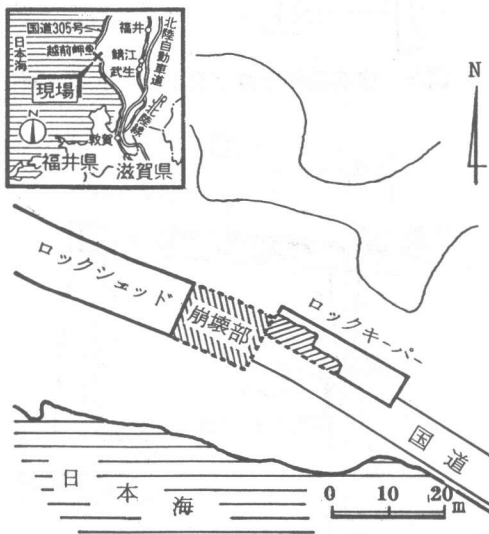 国道305号
福井
北陸自動車道
日本海
越前岬
鯖江
武生
現場
JR北陸線
N
敦賀
福井県
滋賀県
N
ロックシェッド
崩壊部
ロックキーパー
国道
日本海
0 10 20m